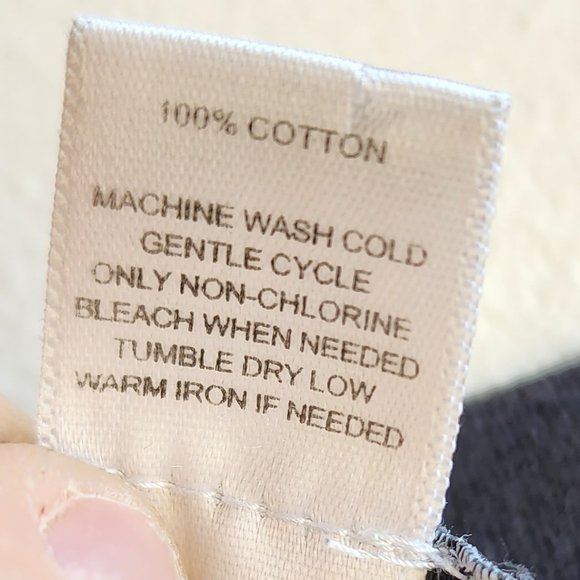 100% COTTON
MACHINE WASH COLD
GENTLE CYCLE
ONLY NON-CHLORINE
BLEACH WHEN NEEDED
TUMBLE DRY LOW
WARM IRON IF NEEDED